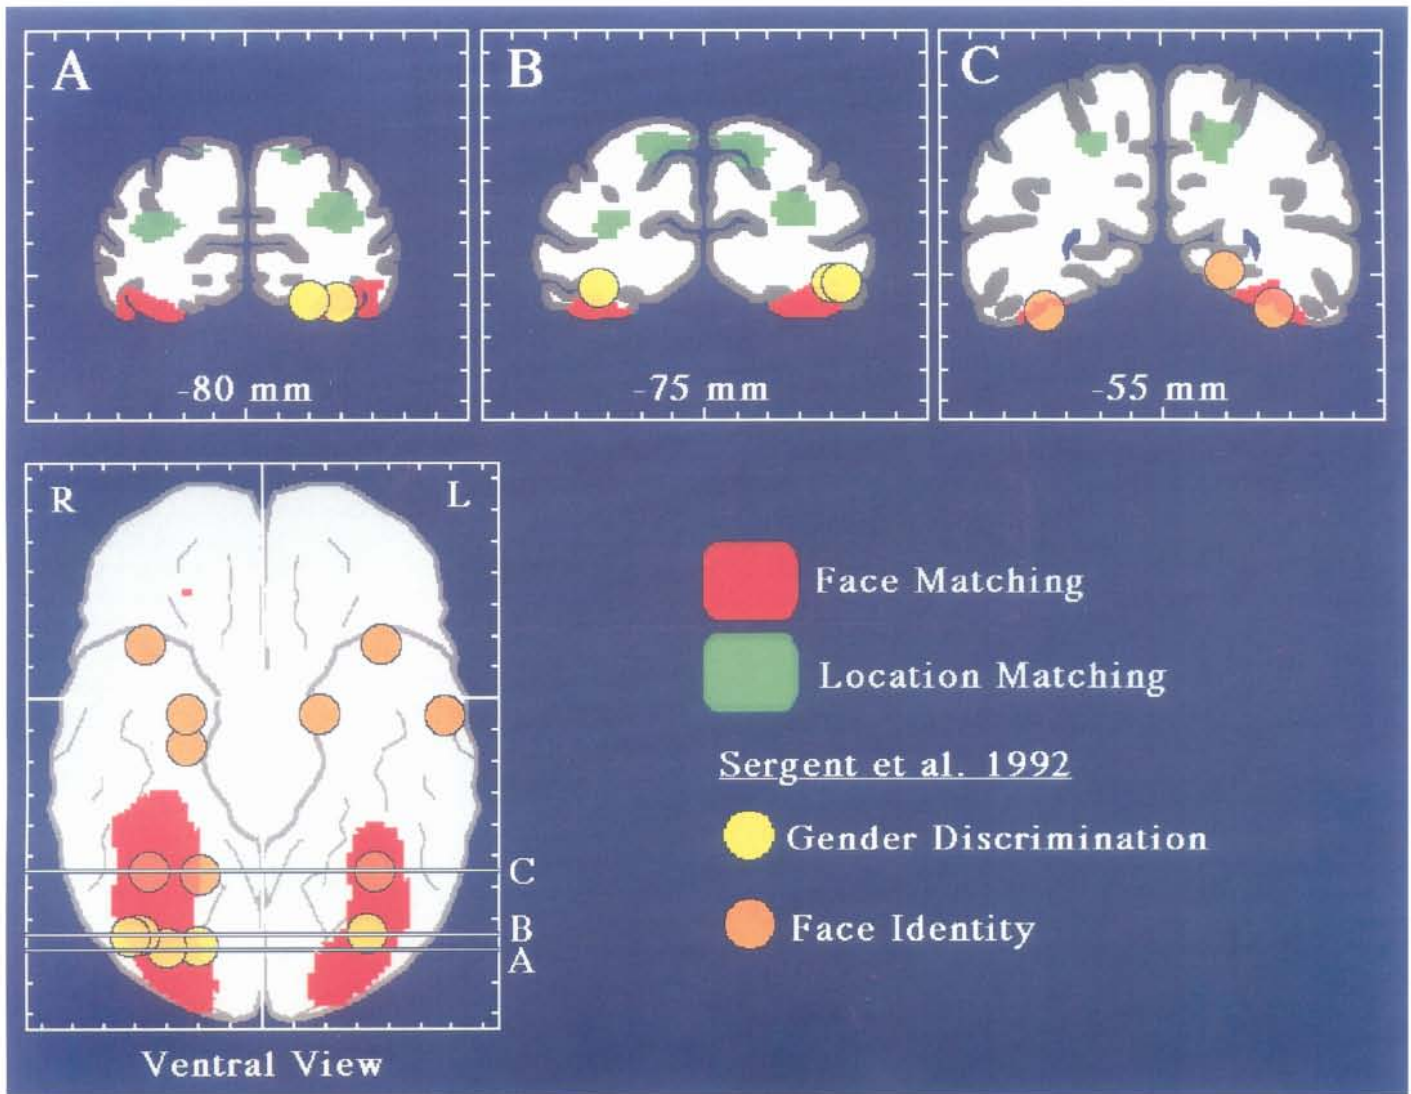 A
B
C
-80 mm
-75 mm
-55 mm
R
L
C
B
A
Ventral View
Face Matching
Location Matching
Sergent et al. 1992
Gender Discrimination
Face Identity